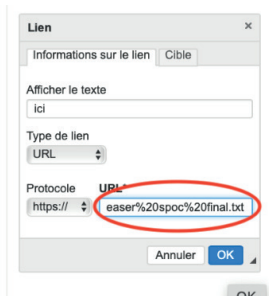 Lien ×
Informations sur le lien Cible
Afficher le texte
ici
Type de lien
URL
Protocole URL*
https:// easer%20spoc%20final.txt
Annuler OK
OK